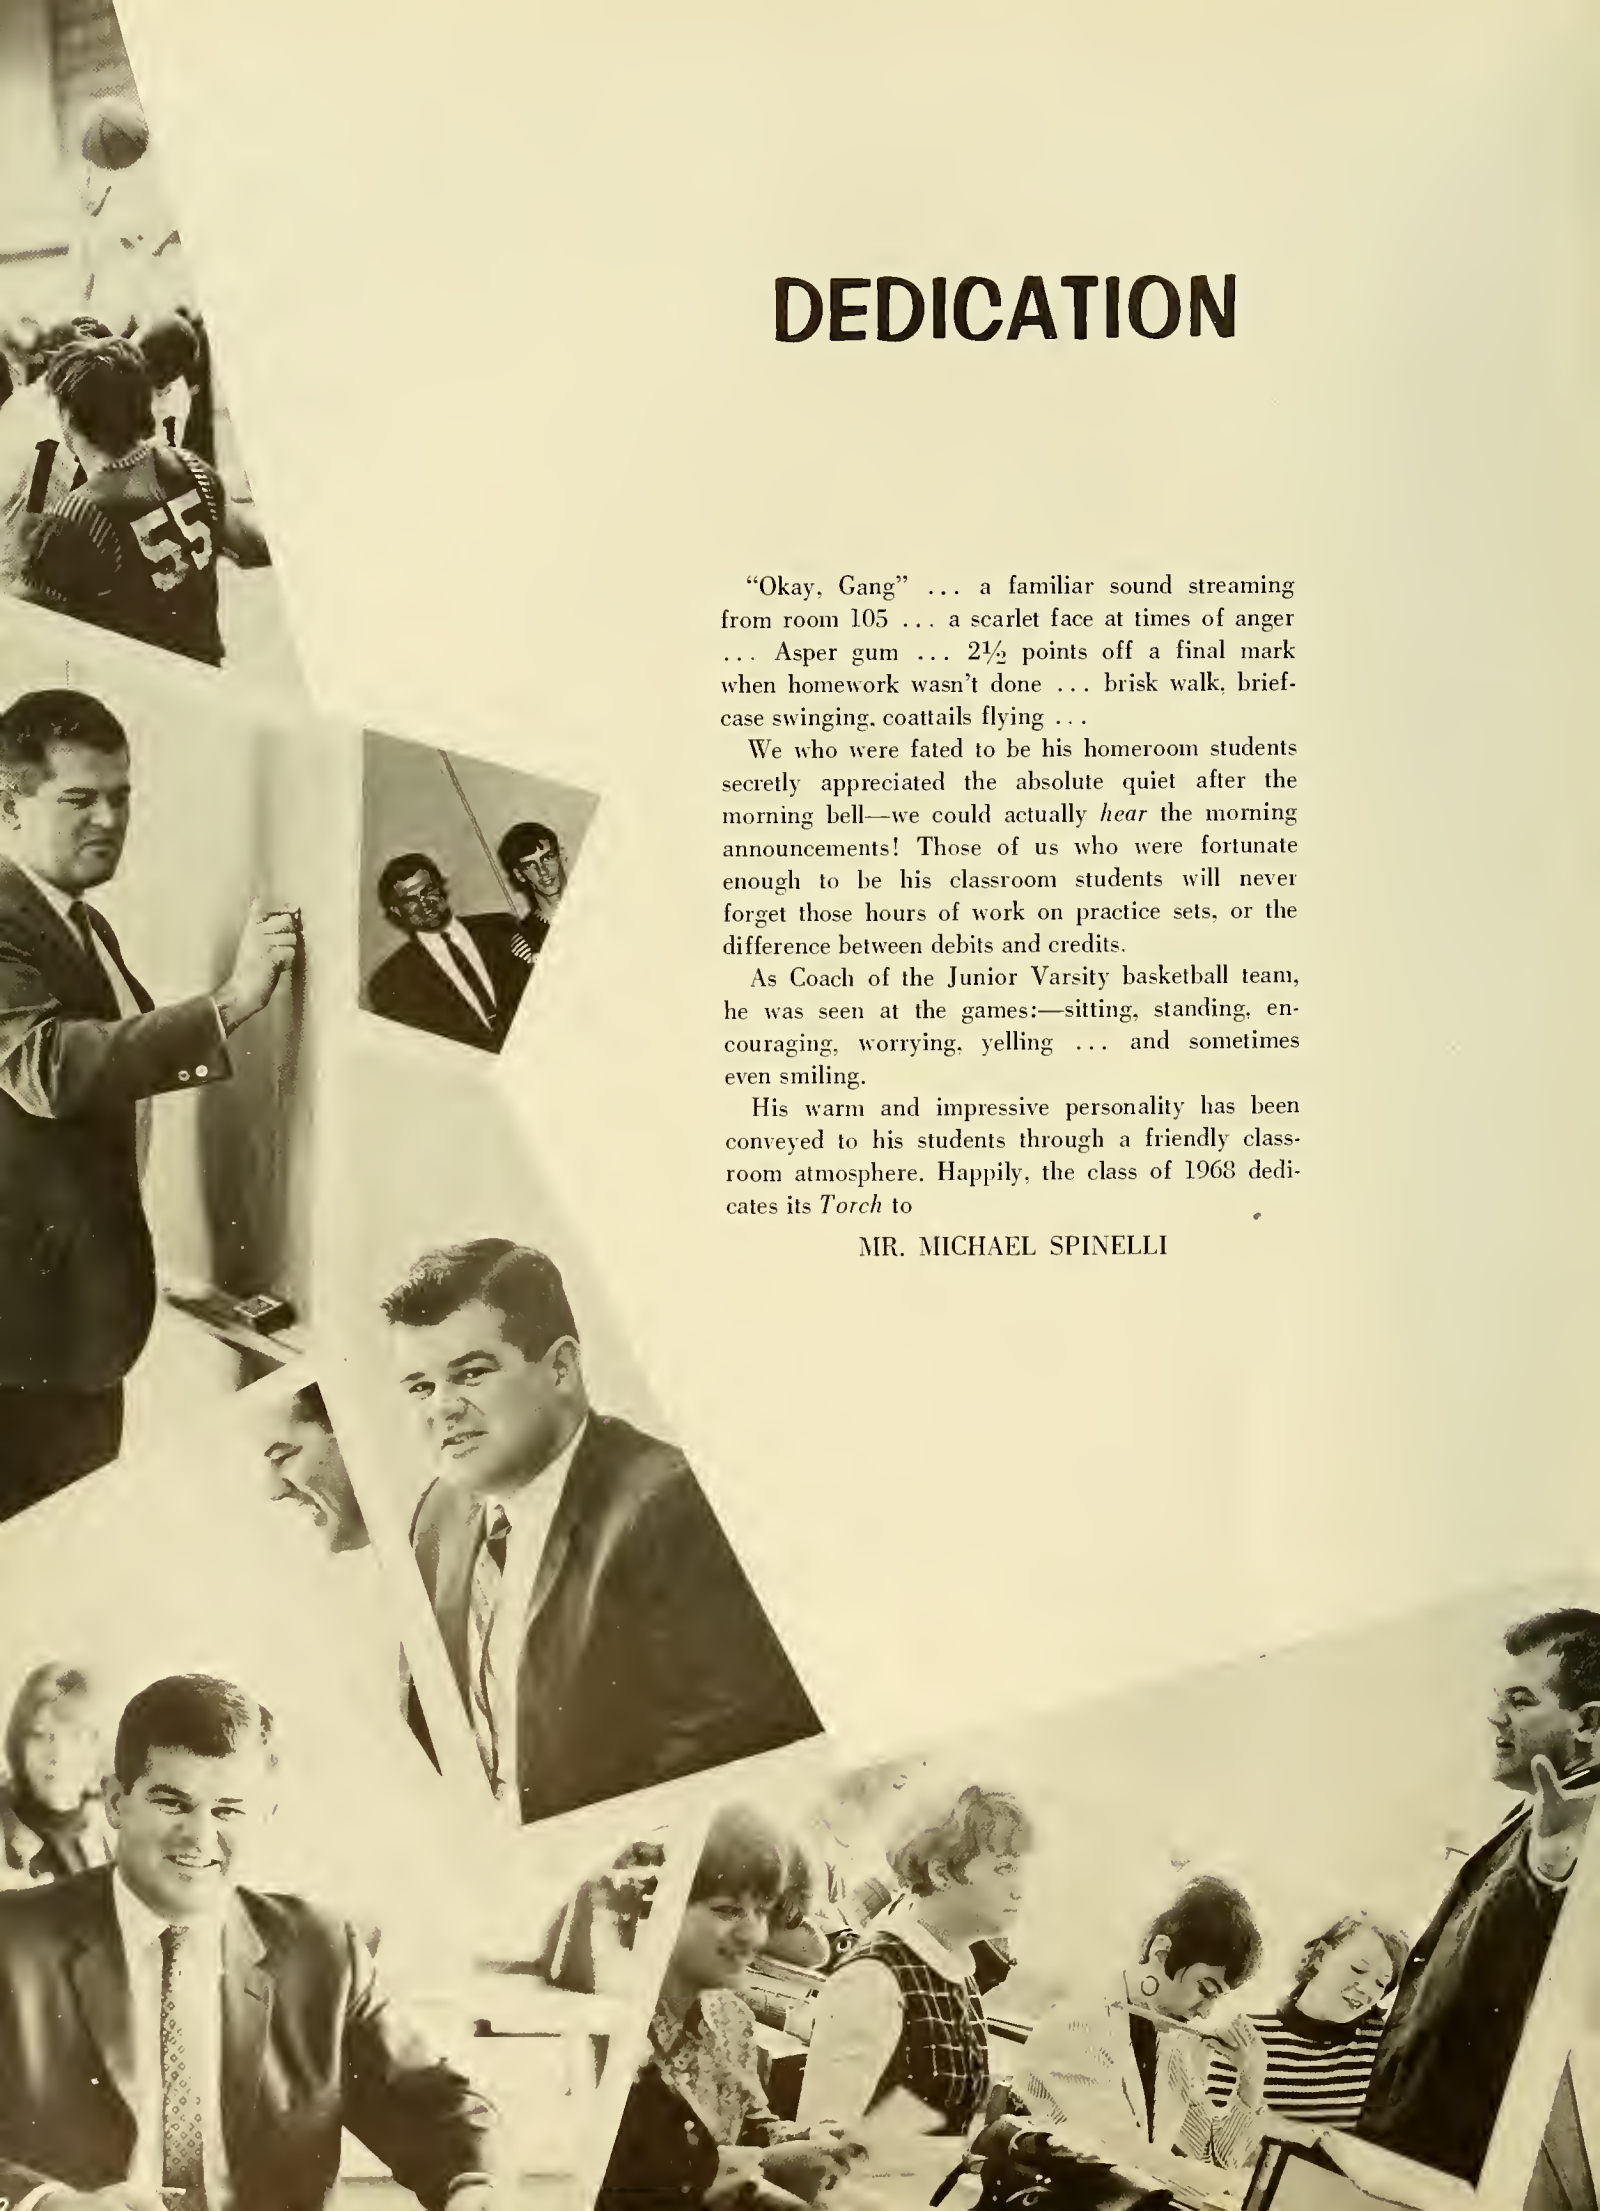 DEDICATION
“Okay, Gang” ... a familiar sound streaming
from room 105 ... a scarlet face at times of anger
... Asper gum ... 2½ points off a final mark
when homework wasn't done ... brisk walk, brief-
case swinging, coattails flying ...
We who were fated to be his homeroom students
secretly appreciated the absolute quiet after the
morning bell—we could actually hear the morning
announcements! Those of us who were fortunate
enough to be his classroom students will never
forget those hours of work on practice sets, or the
difference between debits and credits.
As Coach of the Junior Varsity basketball team,
he was seen at the games:—sitting, standing, en-
couraging, worrying, yelling ... and sometimes
even smiling.
His warm and impressive personality has been
conveyed to his students through a friendly class-
room atmosphere. Happily, the class of 1968 dedi-
cates its Torch to
MR. MICHAEL SPINELLI
55